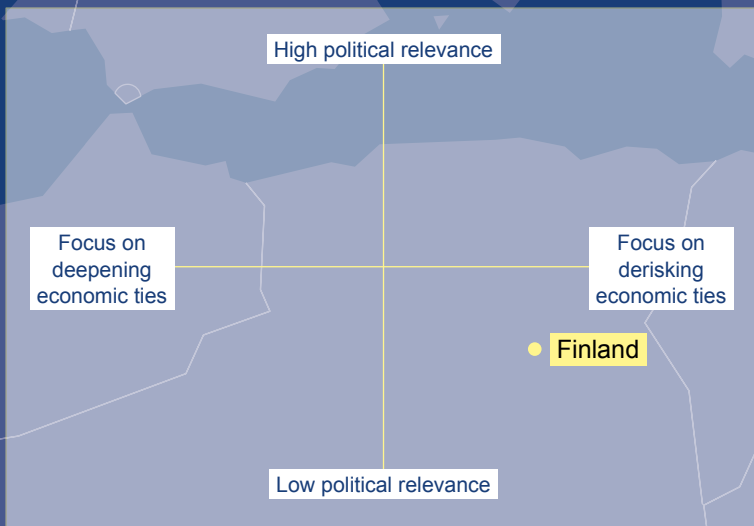 High political relevance
Focus on
deepening
economic ties
Focus on
derisking
economic ties
Finland
Low political relevance